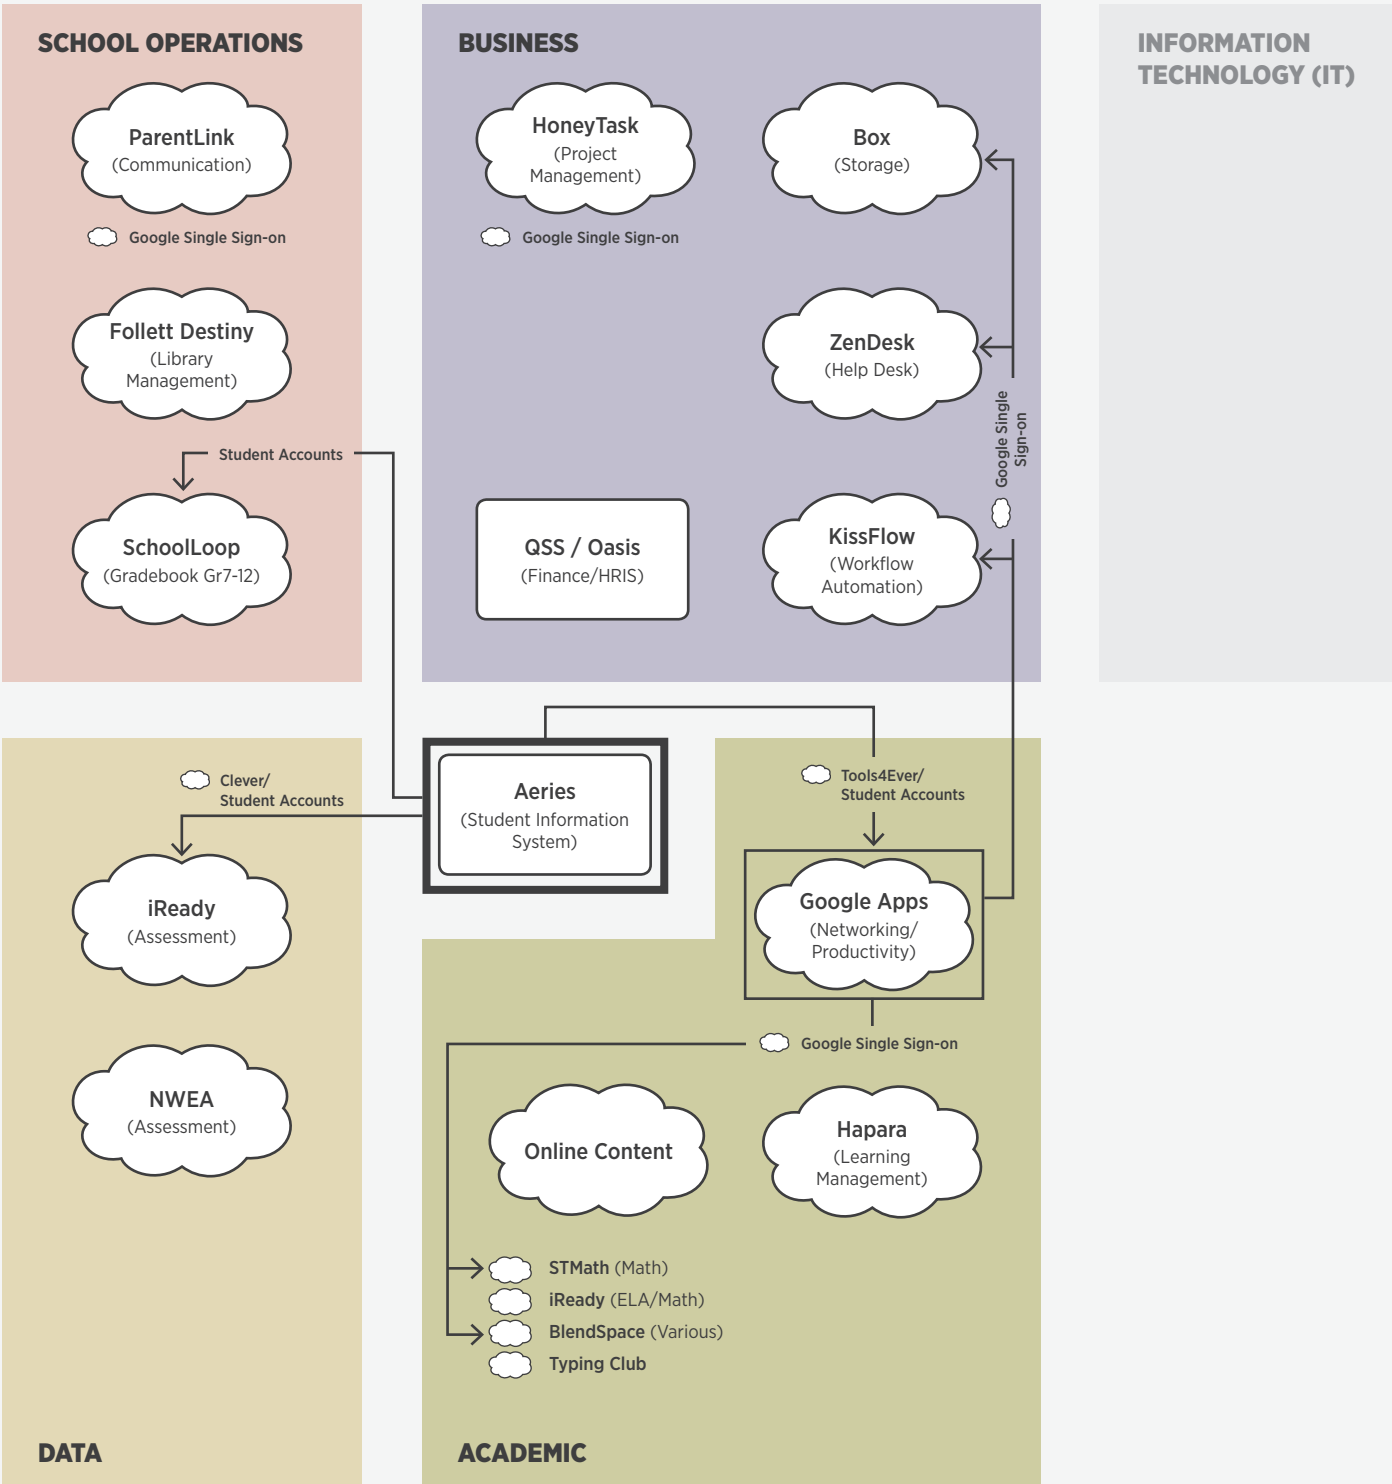 SCHOOL OPERATIONS
ParentLink
(Communication)
Google Single Sign-on
Follett Destiny
(Library
Management)
Student Accounts
SchoolLoop
(Gradebook Gr7-12)
BUSINESS
HoneyTask
(Project
Management)
Google Single Sign-on
Box
(Storage)
ZenDesk
(Help Desk)
Google Single
Sign-on
QSS / Oasis
(Finance/HRIS)
KissFlow
(Workflow
Automation)
INFORMATION
TECHNOLOGY (IT)
Clever/
Student Accounts
iReady
(Assessment)
NWEA
(Assessment)
DATA
Aeries
(Student Information
System)
Tools4Ever/
Student Accounts
Google Apps
(Networking/
Productivity)
Google Single Sign-on
Online Content
Hapara
(Learning
Management)
STMath (Math)
iReady (ELA/Math)
BlendSpace (Various)
Typing Club
ACADEMIC